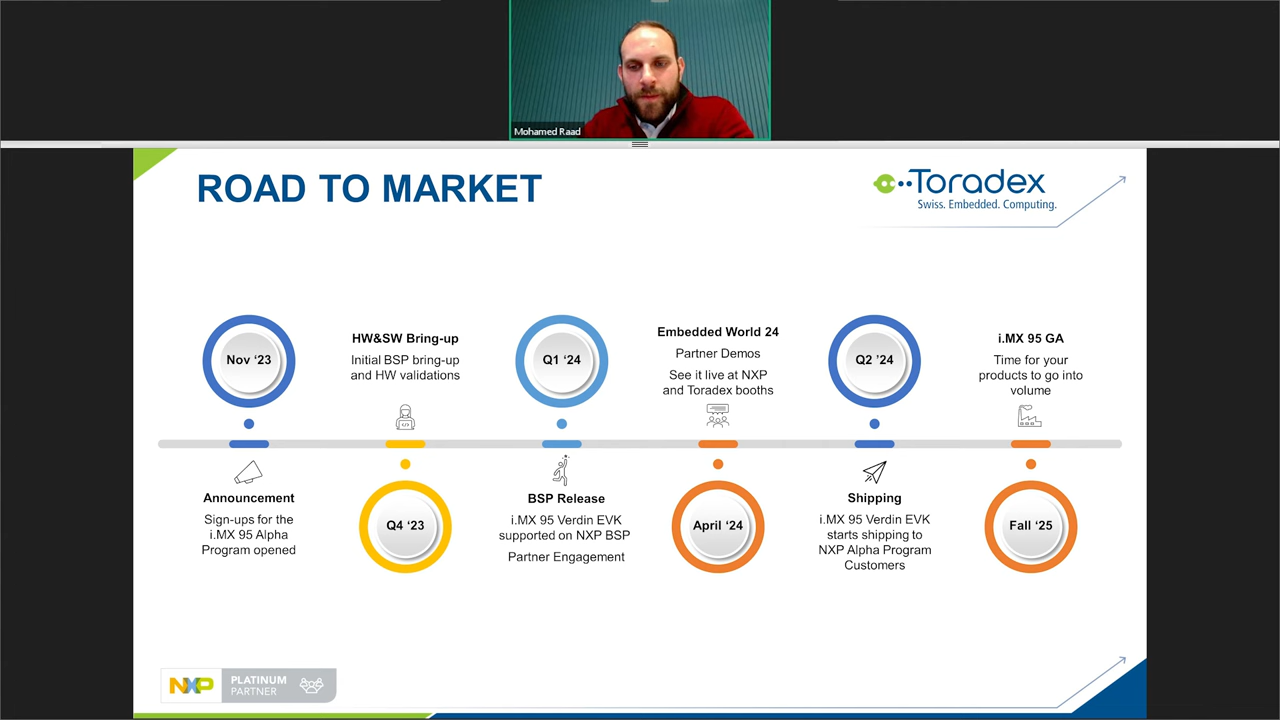 Mohamed Raad
ROAD TO MARKET
Toradex
Swiss. Embedded. Computing.
Nov ‘23
HW&SW Bring-up
Initial BSP bring-up
and HW validations
Q1 ‘24
Embedded World 24
Partner Demos
See it live at NXP
and Toradex booths
Q2 ’24
i.MX 95 GA
Time for your
products to go into
volume
Announcement
Sign-ups for the
i.MX 95 Alpha
Program opened
Q4 ‘23
BSP Release
i.MX 95 Verdin EVK
supported on NXP BSP
Partner Engagement
April ‘24
Shipping
i.MX 95 Verdin EVK
starts shipping to
NXP Alpha Program
Customers
Fall ‘25
NXP
PLATINUM
PARTNER